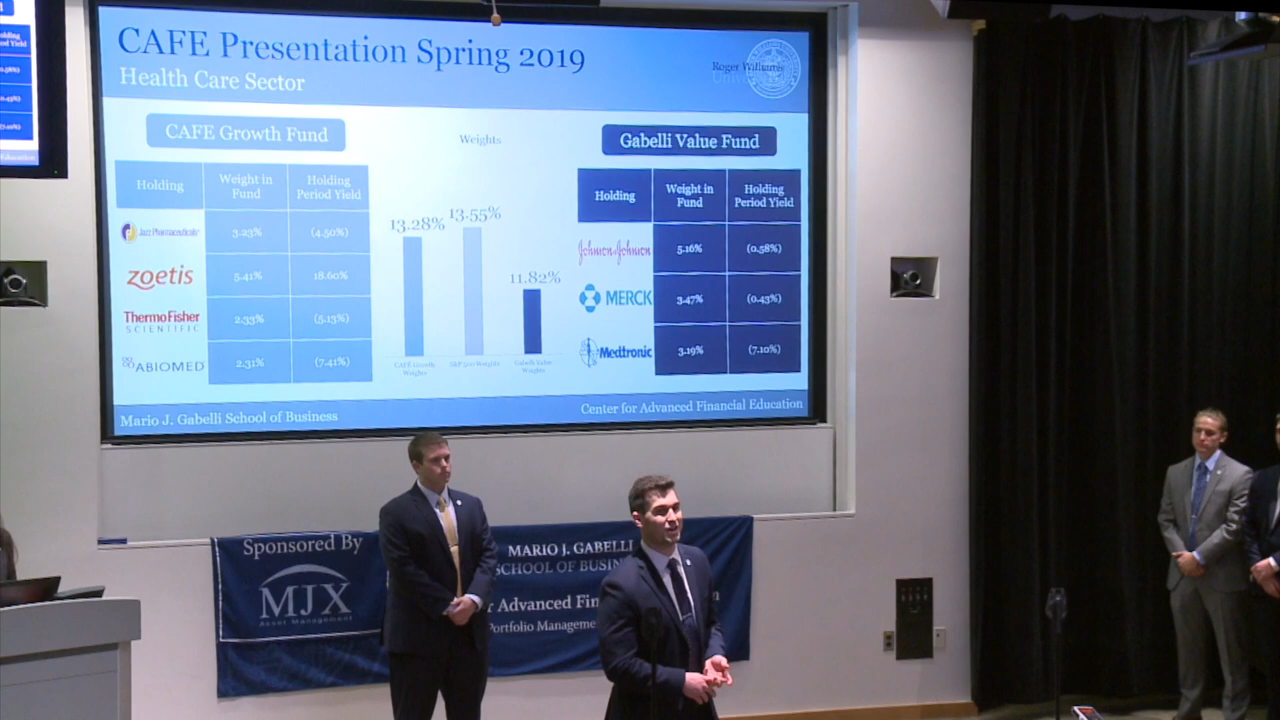 CAFE Presentation Spring 2019
Health Care Sector
Roger Williams
University
CAFE Growth Fund
Holding
Weight in Fund
Holding Period Yield
Jazz Pharmaceuticals
3.23%
(4.50%)
zoetis
5.41%
18.60%
ThermoFisher
SCIENTIFIC
2.33%
(5.13%)
ABIOMED
2.31%
(7.41%)
Weights
13.28%
13.55%
11.82%
CAFE Growth Weights
S&P 500 Weights
Gabelli Value Weights
Gabelli Value Fund
Holding
Weight in Fund
Holding Period Yield
Johnson & Johnson
5.16%
(0.58%)
MERCK
3.47%
(0.43%)
Medtronic
3.19%
(7.10%)
Mario J. Gabelli School of Business
Center for Advanced Financial Education
Sponsored By
MJX
Asset Management
MARIO J. GABELLI
SCHOOL OF BUSIN
r Advanced Fin
Portfolio Manageme